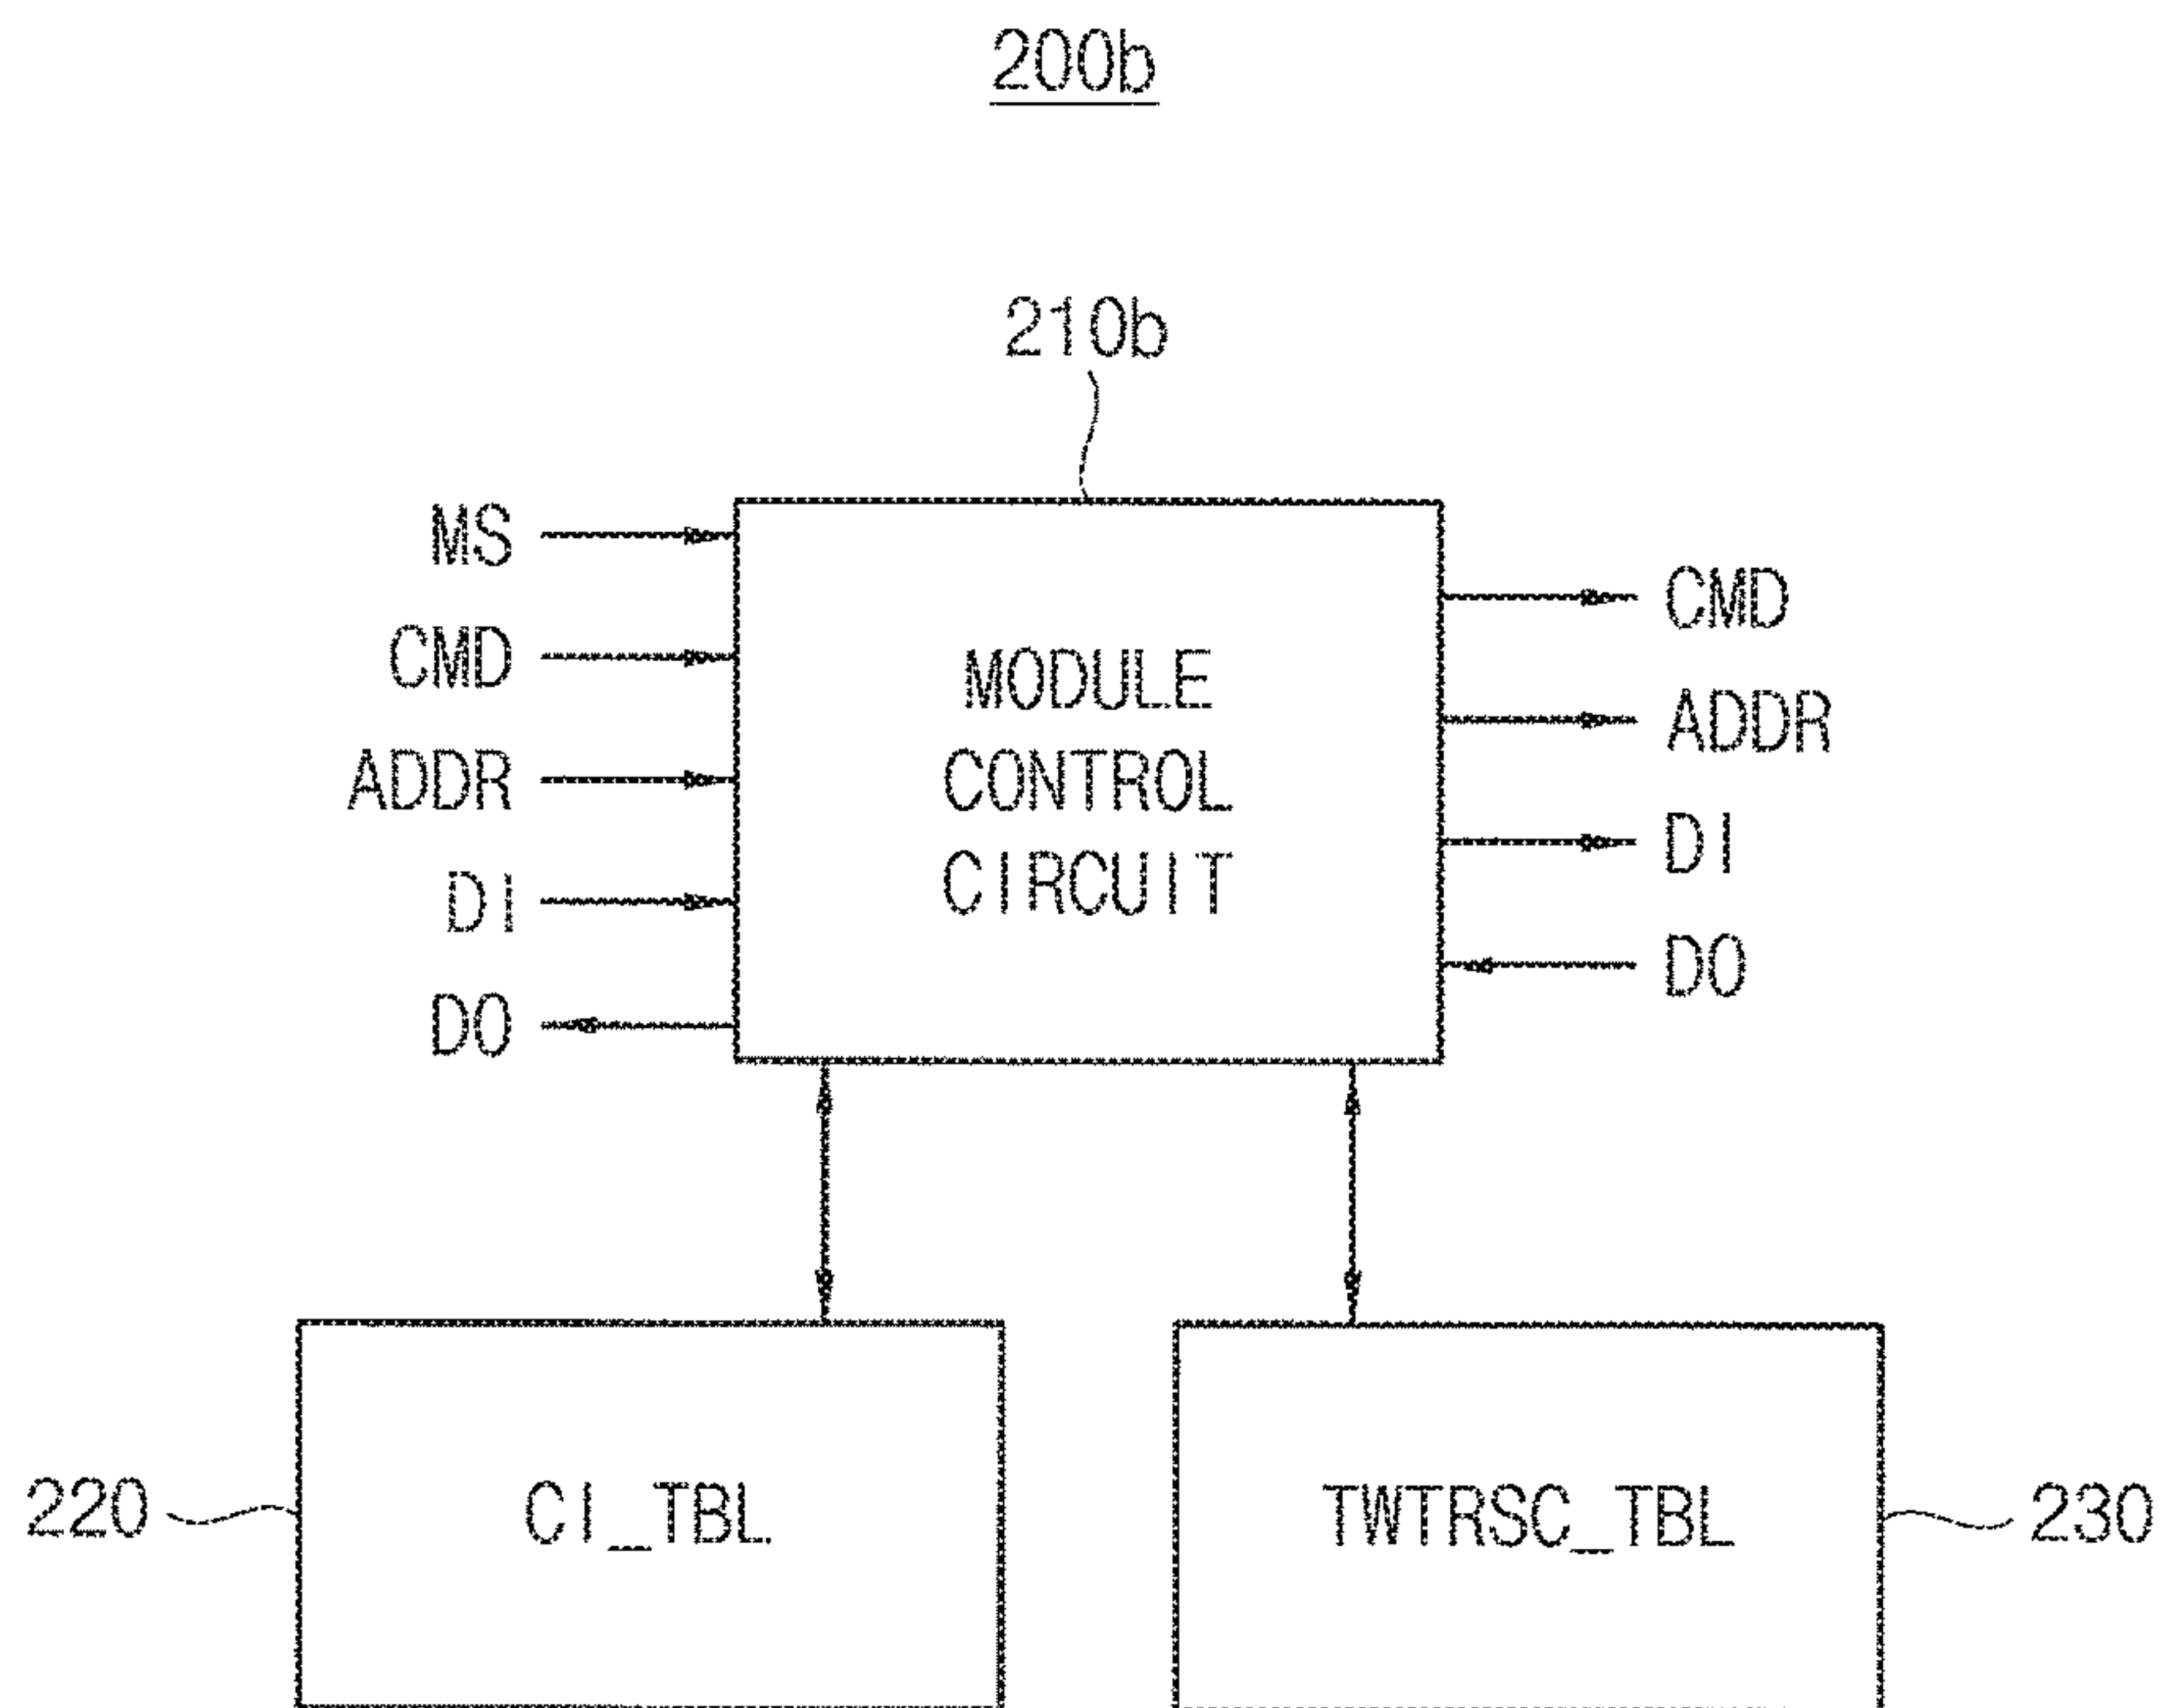 200b
210b
MS
CMD
ADDR
DI
DO
MODULE
CONTROL
CIRCUIT
CMD
ADDR
DI
DO
220
CI_TBL
TWTRSC_TBL
230